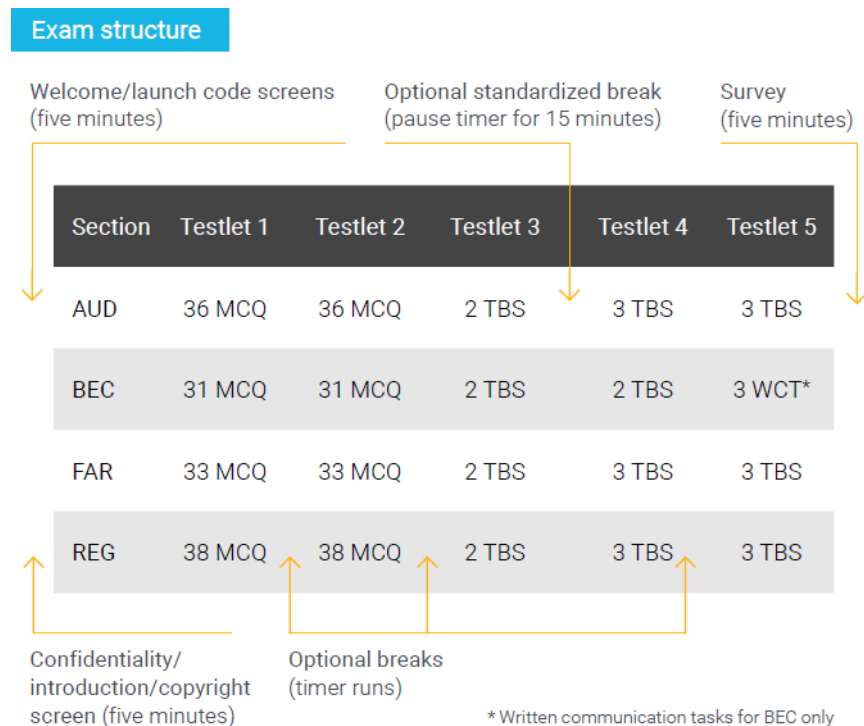 Exam structure
Welcome/launch code screens
(five minutes)
Optional standardized break
(pause timer for 15 minutes)
Survey
(five minutes)
Section Testlet 1 Testlet 2 Testlet 3 Testlet 4 Testlet 5
AUD 36 MCQ 36 MCQ 2 TBS 3 TBS 3 TBS
BEC 31 MCQ 31 MCQ 2 TBS 2 TBS 3 WCT*
FAR 33 MCQ 33 MCQ 2 TBS 3 TBS 3 TBS
REG 38 MCQ 38 MCQ 2 TBS 3 TBS 3 TBS
Confidentiality/
introduction/copyright
screen (five minutes)
Optional breaks
(timer runs)
* Written communication tasks for BEC only